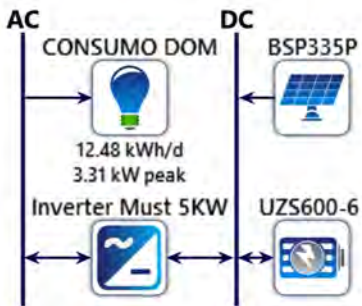 AC DC
CONSUMO DOM BSP335P
12.48 kWh/d
3.31 kW peak
Inverter Must 5KW UZS600-6